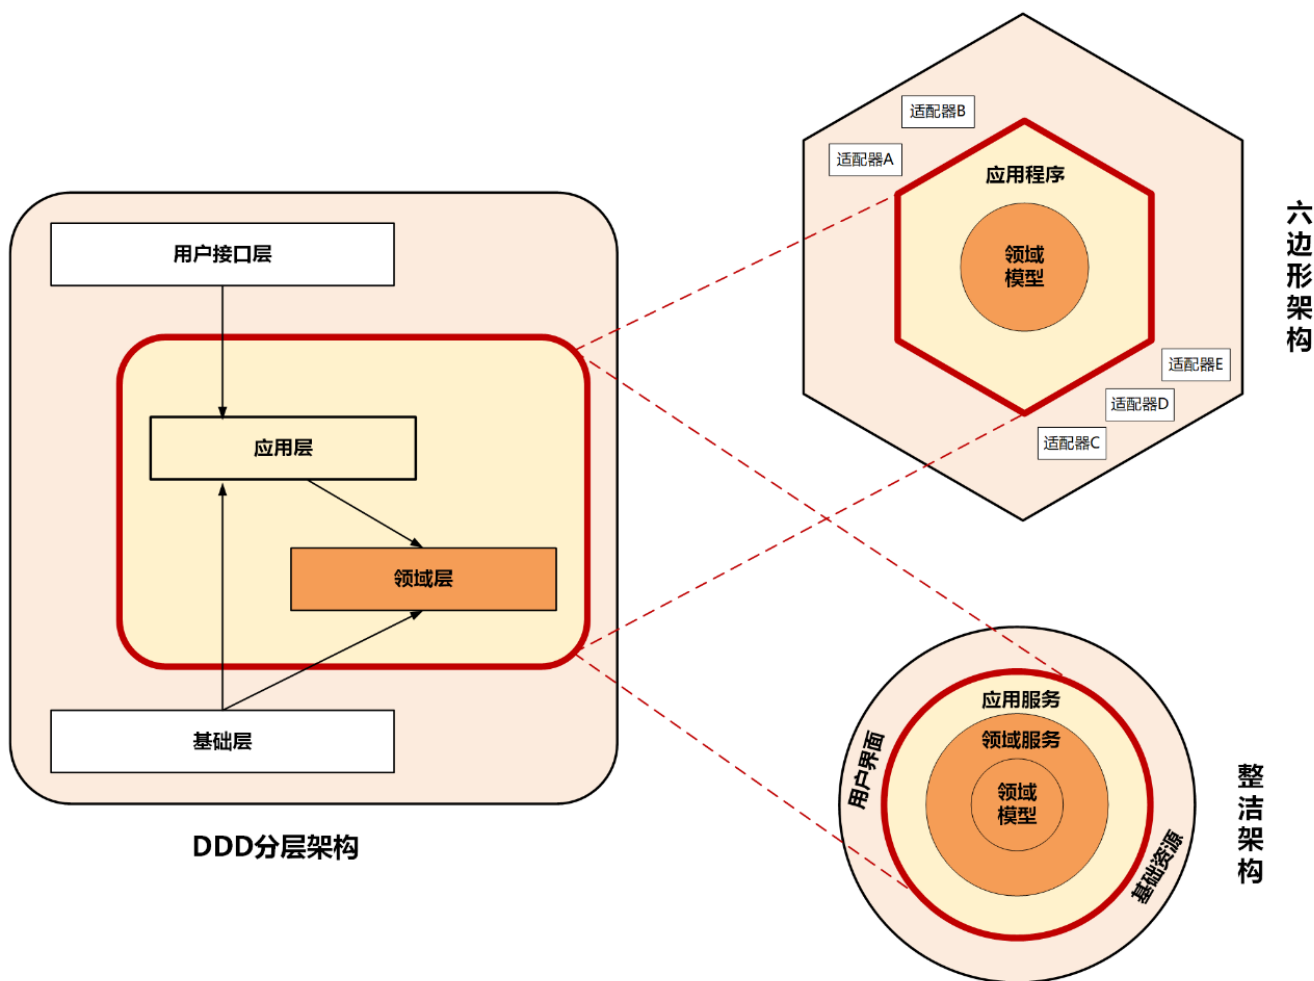 用户接口层
应用层
领域层
基础层
DDD分层架构
适配器B
适配器A
应用程序
领域
模型
适配器E
适配器D
适配器C
六边形架构
应用服务
领域服务
领域
模型
用户界面
基础资源
整洁架构